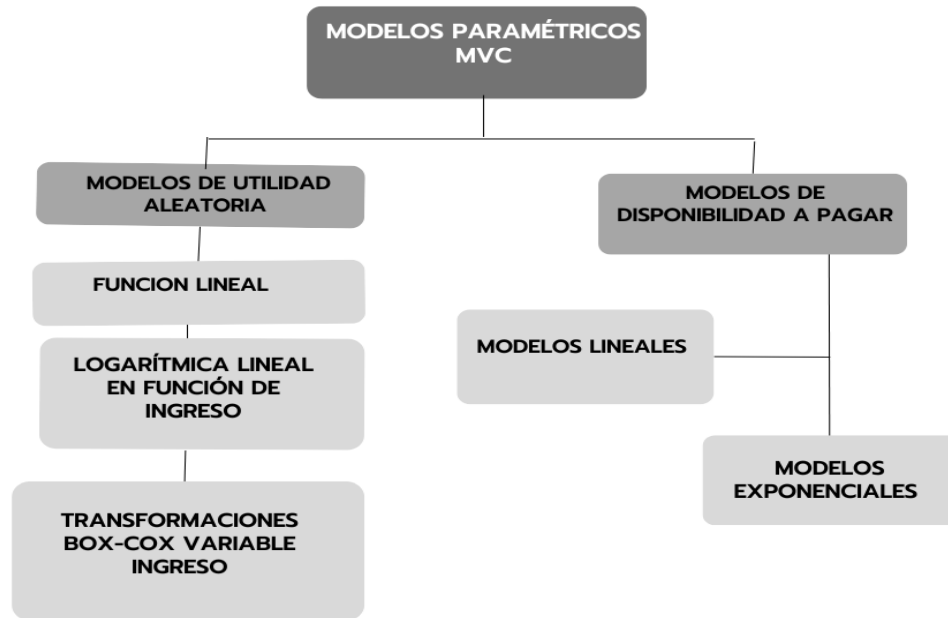 MODELOS PARAMÉTRICOS
MVC
MODELOS DE UTILIDAD
ALEATORIA
FUNCION LINEAL
LOGARÍTMICA LINEAL
EN FUNCIÓN DE
INGRESO
TRANSFORMACIONES
BOX-COX VARIABLE
INGRESO
MODELOS DE
DISPONIBILIDAD A PAGAR
MODELOS LINEALES
MODELOS
EXPONENCIALES